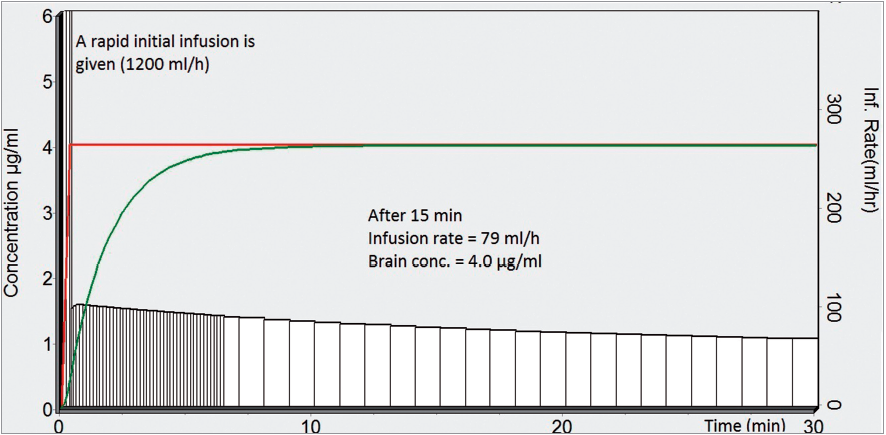 6
A rapid initial infusion is
given (1200 ml/h)
5
300
4
Concentration µg/ml
Inf. Rate(ml/hr)
3
200
After 15 min
Infusion rate = 79 ml/h
Brain conc. = 4.0 µg/ml
2
100
1
0
0
0
10
20
Time (min)
30